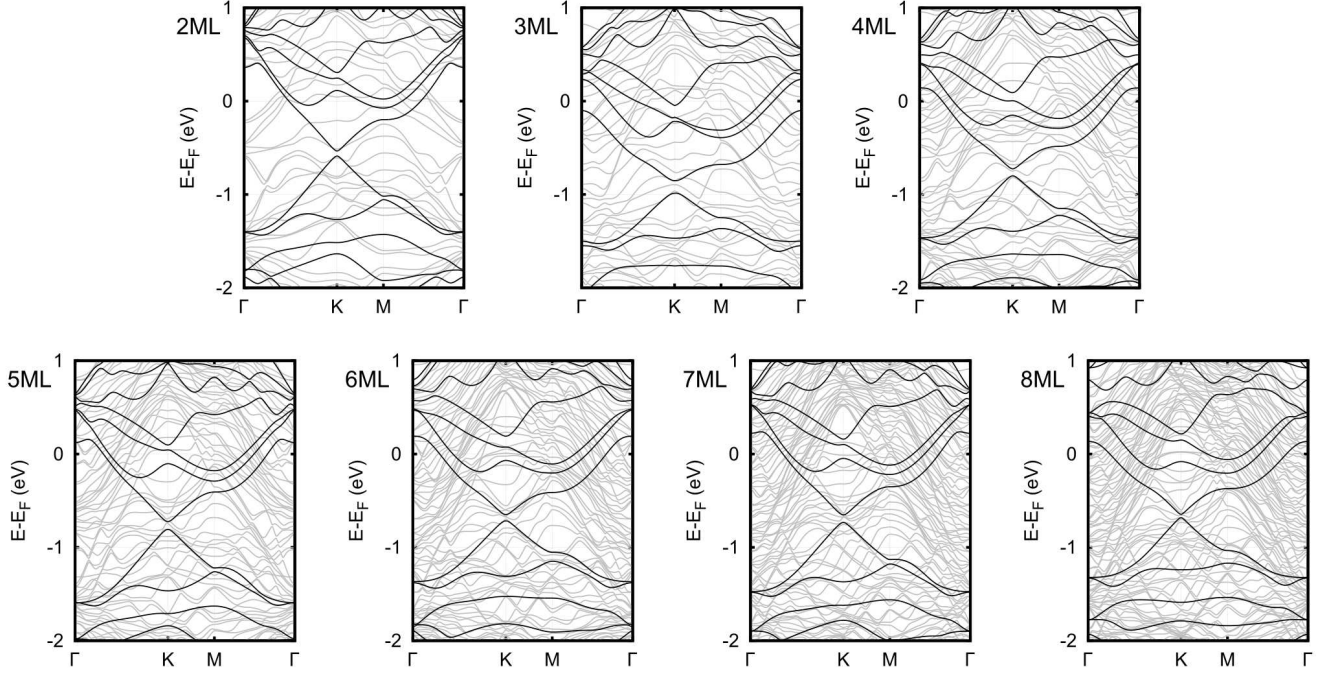 2ML 3ML 4ML
1 1 1
0 0 0
E-E_F (eV) E-E_F (eV) E-E_F (eV)
-1 -1 -1
-2 -2 -2
Γ K M Γ Γ K M Γ Γ K M Γ
5ML 6ML 7ML 8ML
1 1 1 1
0 0 0 0
E-E_F (eV) E-E_F (eV) E-E_F (eV) E-E_F (eV)
-1 -1 -1 -1
-2 -2 -2 -2
Γ K M Γ Γ K M Γ Γ K M Γ Γ K M Γ